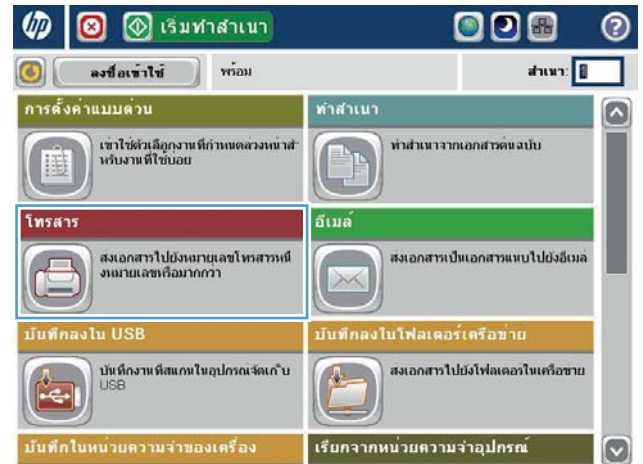 hp
เริ่มทำสำเนา
?
ลงชื่อเข้าใช้
พร้อม
สำเนา:
การตั้งค่าแบบด่วน
เข้าใช้ตัวเลือกงานที่กำหนดล่วงหน้าสำ
หรับงานที่ใช้บ่อย
ทำสำเนา
ทำสำเนาจากเอกสารต้นฉบับ
โทรสาร
ส่งเอกสารไปยังหมายเลขโทรสารหนึ่
งหมายเลขหรือมากกว่า
อีเมล์
ส่งเอกสารเป็นเอกสารแนบไปยังอีเมล
บันทึกลงใน USB
บันทึกงานที่สแกนในอุปกรณ์จัดเก็บ
USB
บันทึกลงในโฟลเดอร์เครือข่าย
ส่งเอกสารไปยังโฟลเดอร์ในเครือข่าย
บันทึกในหน่วยความจำของเครื่อง
เรียกจากหน่วยความจำอุปกรณ์